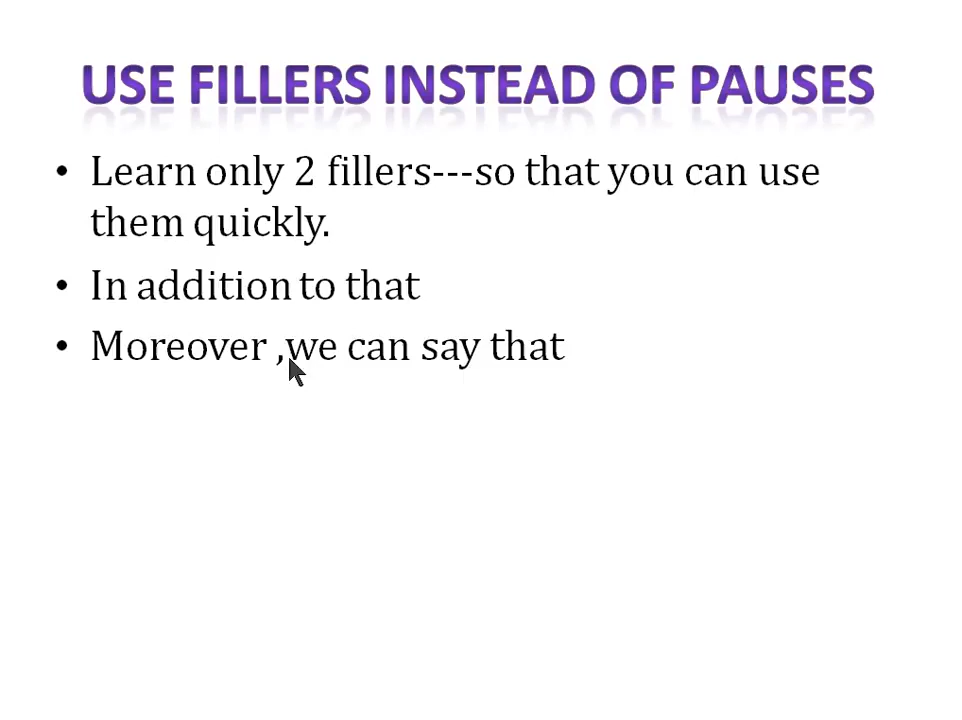 USE FILLERS INSTEAD OF PAUSES
• Learn only 2 fillers---so that you can use
them quickly.
• In addition to that
• Moreover ,we can say that